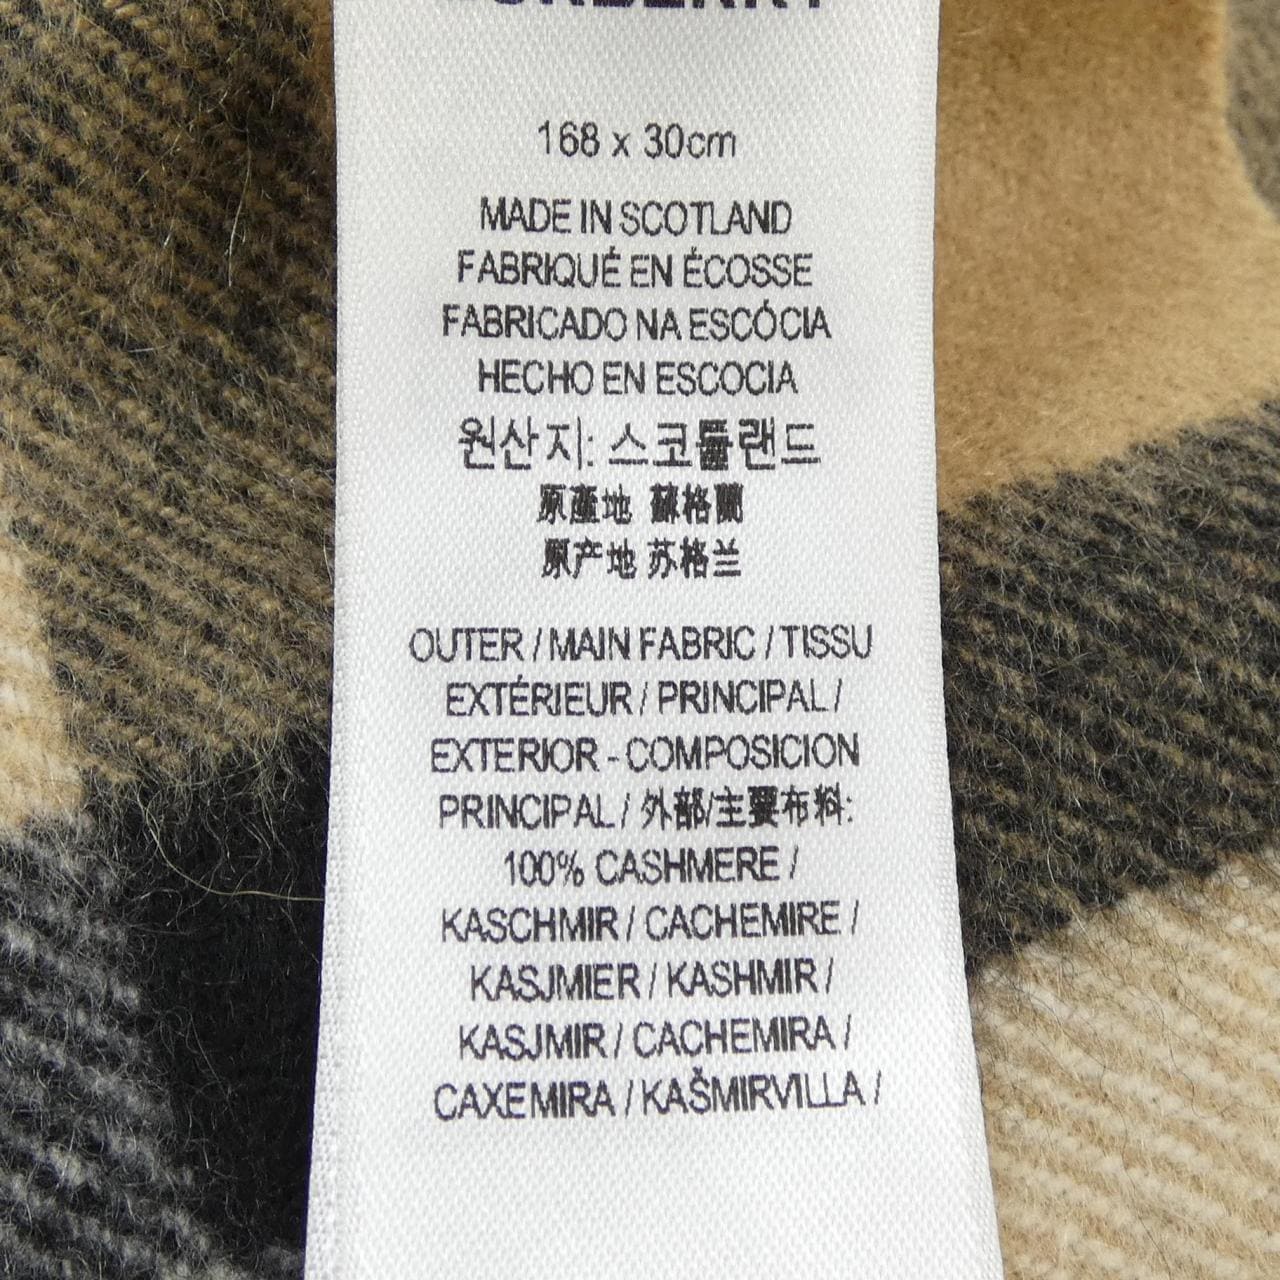 BURBERRY
168 x 30cm
MADE IN SCOTLAND
FABRIQUÉ EN ÉCOSSE
FABRICADO NA ESCÓCIA
HECHO EN ESCOCIA
원산지: 스코틀랜드
原產地 蘇格蘭
原产地 苏格兰
OUTER / MAIN FABRIC / TISSU
EXTÉRIEUR / PRINCIPAL /
EXTERIOR - COMPOSICION
PRINCIPAL / 外部/主要布料:
100% CASHMERE /
KASCHMIR / CACHEMIRE /
KASJMIER / KASHMIR /
KASJMIR / CACHEMIRA /
CAXEMIRA / KAŠMIRVILLA /